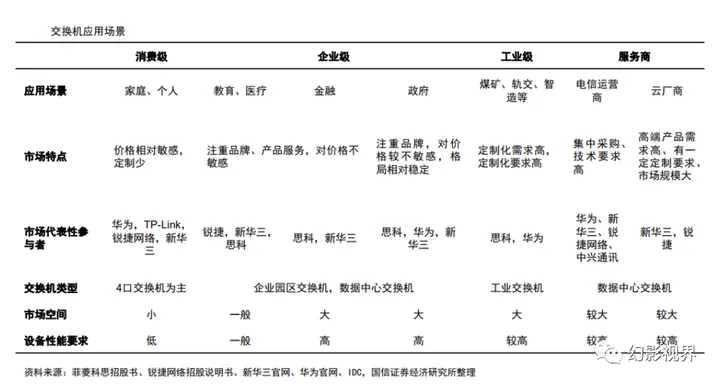 交换机应用场景
消费级 企业级 工业级 服务商
应用场景 家庭、个人 教育、医疗 金融 政府 煤矿、轨交、智造等 电信运营商 云厂商
市场特点 价格相对敏感，定制少 注重品牌、产品服务，对价格不敏感 注重品牌，对价格较不敏感，格局相对稳定 定制化需求高，定制化要求高 集中采购、技术要求高 高端产品需求高、有一定定制要求、市场规模大
市场代表性参与者 华为，TP-Link，锐捷网络，新华三 锐捷，新华三，思科 思科，新华三 思科，华为，新华三 思科，华为 华为、新华三、锐捷网络、中兴通讯 新华三，锐捷
交换机类型 4口交换机为主 企业园区交换机，数据中心交换机 工业交换机 数据中心交换机
市场空间 小 一般 大 大 大 较大 较大
设备性能要求 低 一般 高 高 较高 较高 较高
资料来源：菲菱科思招股书、锐捷网络招股说明书、新华三官网、华为官网、IDC，国信证券经济研究所整理
幻影视界